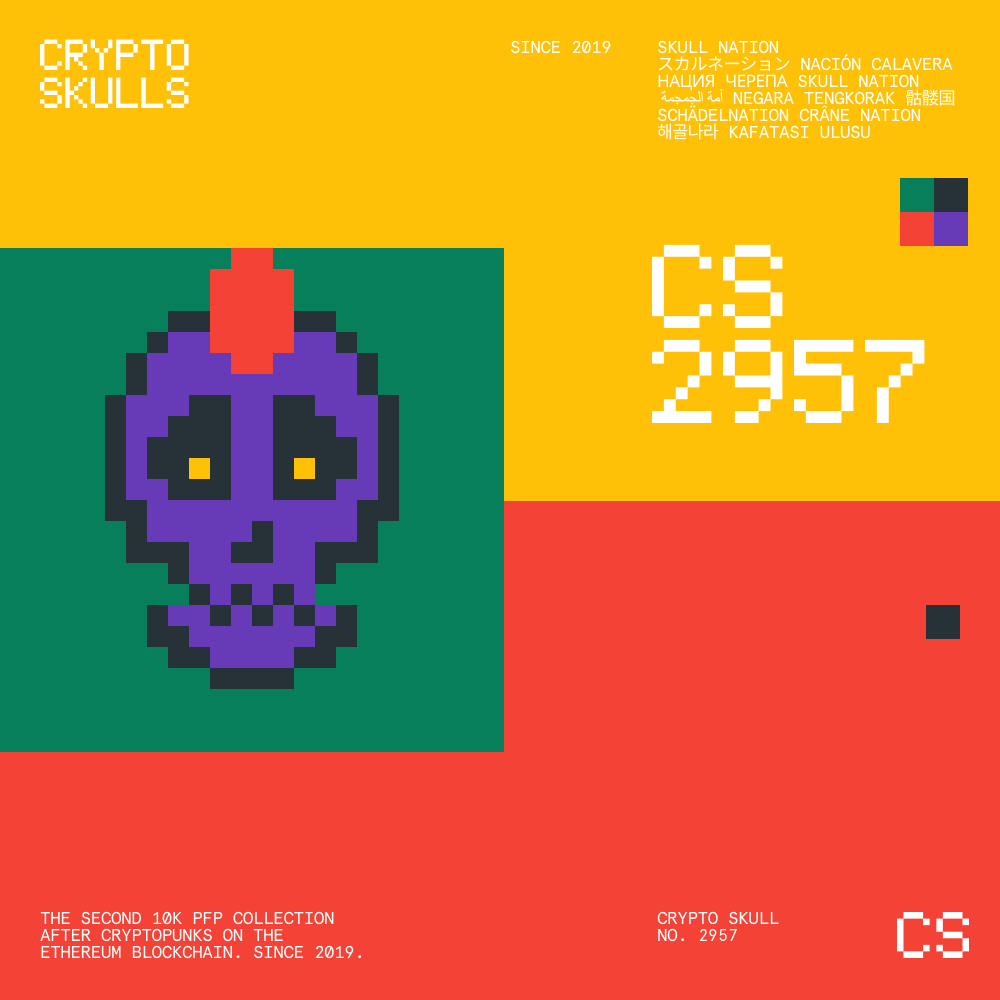 CRYPTO
SKULLS
SINCE 2019
SKULL NATION
スカルネーション NACIÓN CALAVERA
НАЦИЯ ЧЕРЕПА SKULL NATION
أمة الجمجمة NEGARA TENGKORAK 骷髅国
SCHÄDELNATION CRÂNE NATION
해골나라 KAFATASI ULUSU
CS
2957
THE SECOND 10K PFP COLLECTION
AFTER CRYPTOPUNKS ON THE
ETHEREUM BLOCKCHAIN. SINCE 2019.
CRYPTO SKULL
NO. 2957
CS